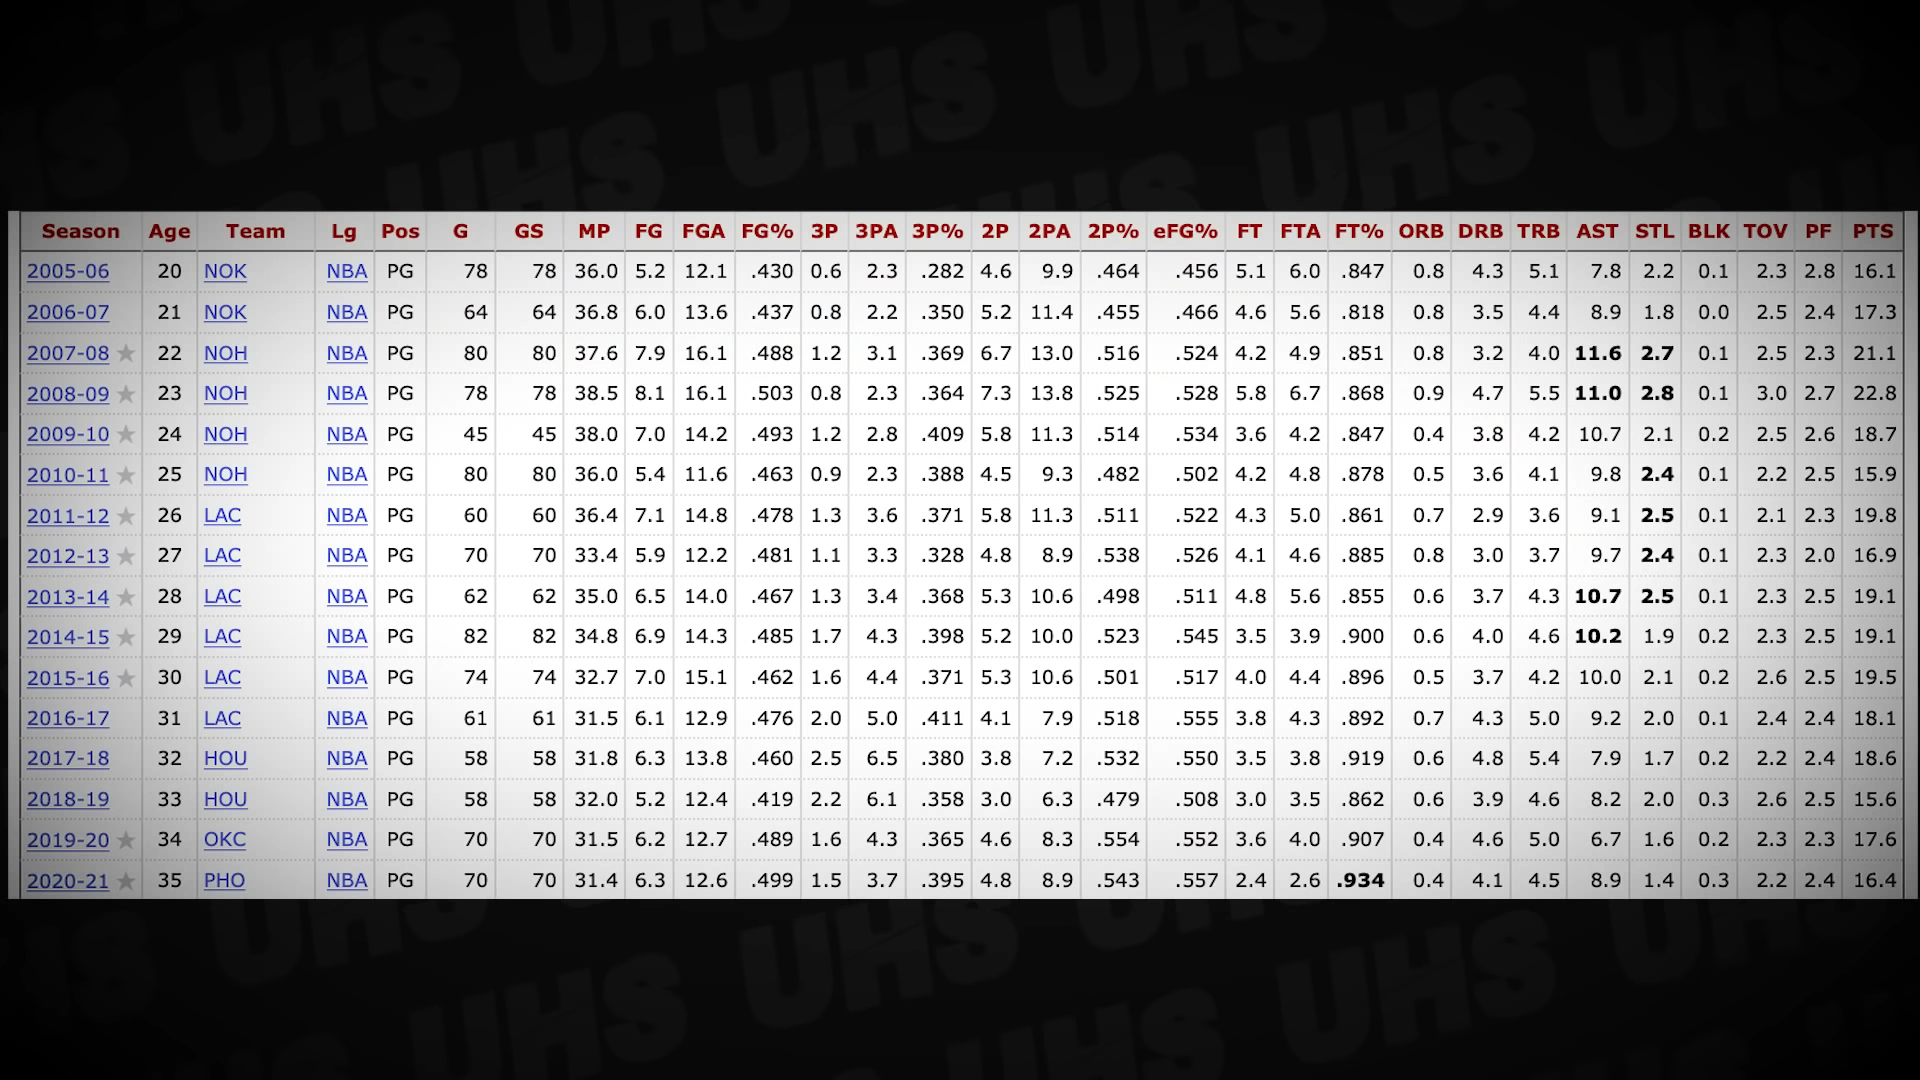 UHS UHS UHS UHS UHS
Season Age Team Lg Pos G GS MP FG FGA FG% 3P 3PA 3P% 2P 2PA 2P% eFG% FT FTA FT% ORB DRB TRB AST STL BLK TOV PF PTS
2005-06 20 NOK NBA PG 78 78 36.0 5.2 12.1 .430 0.6 2.3 .282 4.6 9.9 .464 .456 5.1 6.0 .847 0.8 4.3 5.1 7.8 2.2 0.1 2.3 2.8 16.1
2006-07 21 NOK NBA PG 64 64 36.8 6.0 13.6 .437 0.8 2.2 .350 5.2 11.4 .455 .466 4.6 5.6 .818 0.8 3.5 4.4 8.9 1.8 0.0 2.5 2.4 17.3
2007-08 ★ 22 NOH NBA PG 80 80 37.6 7.9 16.1 .488 1.2 3.1 .369 6.7 13.0 .516 .524 4.2 4.9 .851 0.8 3.2 4.0 11.6 2.7 0.1 2.5 2.3 21.1
2008-09 ★ 23 NOH NBA PG 78 78 38.5 8.1 16.1 .503 0.8 2.3 .364 7.3 13.8 .525 .528 5.8 6.7 .868 0.9 4.7 5.5 11.0 2.8 0.1 3.0 2.7 22.8
2009-10 ★ 24 NOH NBA PG 45 45 38.0 7.0 14.2 .493 1.2 2.8 .409 5.8 11.3 .514 .534 3.6 4.2 .847 0.4 3.8 4.2 10.7 2.1 0.2 2.5 2.6 18.7
2010-11 ★ 25 NOH NBA PG 80 80 36.0 5.4 11.6 .463 0.9 2.3 .388 4.5 9.3 .482 .502 4.2 4.8 .878 0.5 3.6 4.1 9.8 2.4 0.1 2.2 2.5 15.9
2011-12 ★ 26 LAC NBA PG 60 60 36.4 7.1 14.8 .478 1.3 3.6 .371 5.8 11.3 .511 .522 4.3 5.0 .861 0.7 2.9 3.6 9.1 2.5 0.1 2.1 2.3 19.8
2012-13 ★ 27 LAC NBA PG 70 70 33.4 5.9 12.2 .481 1.1 3.3 .328 4.8 8.9 .538 .526 4.1 4.6 .885 0.8 3.0 3.7 9.7 2.4 0.1 2.3 2.0 16.9
2013-14 ★ 28 LAC NBA PG 62 62 35.0 6.5 14.0 .467 1.3 3.4 .368 5.3 10.6 .498 .511 4.8 5.6 .855 0.6 3.7 4.3 10.7 2.5 0.1 2.3 2.5 19.1
2014-15 ★ 29 LAC NBA PG 82 82 34.8 6.9 14.3 .485 1.7 4.3 .398 5.2 10.0 .523 .545 3.5 3.9 .900 0.6 4.0 4.6 10.2 1.9 0.2 2.3 2.5 19.1
2015-16 ★ 30 LAC NBA PG 74 74 32.7 7.0 15.1 .462 1.6 4.4 .371 5.3 10.6 .501 .517 4.0 4.4 .896 0.5 3.7 4.2 10.0 2.1 0.2 2.6 2.5 19.5
2016-17 31 LAC NBA PG 61 61 31.5 6.1 12.9 .476 2.0 5.0 .411 4.1 7.9 .518 .555 3.8 4.3 .892 0.7 4.3 5.0 9.2 2.0 0.1 2.4 2.4 18.1
2017-18 32 HOU NBA PG 58 58 31.8 6.3 13.8 .460 2.5 6.5 .380 3.8 7.2 .532 .550 3.5 3.8 .919 0.6 4.8 5.4 7.9 1.7 0.2 2.2 2.4 18.6
2018-19 33 HOU NBA PG 58 58 32.0 5.2 12.4 .419 2.2 6.1 .358 3.0 6.3 .479 .508 3.0 3.5 .862 0.6 3.9 4.6 8.2 2.0 0.3 2.6 2.5 15.6
2019-20 ★ 34 OKC NBA PG 70 70 31.5 6.2 12.7 .489 1.6 4.3 .365 4.6 8.3 .554 .552 3.6 4.0 .907 0.4 4.6 5.0 6.7 1.6 0.2 2.3 2.3 17.6
2020-21 ★ 35 PHO NBA PG 70 70 31.4 6.3 12.6 .499 1.5 3.7 .395 4.8 8.9 .543 .557 2.4 2.6 .934 0.4 4.1 4.5 8.9 1.4 0.3 2.2 2.4 16.4
UHS UHS UHS UHS UHS